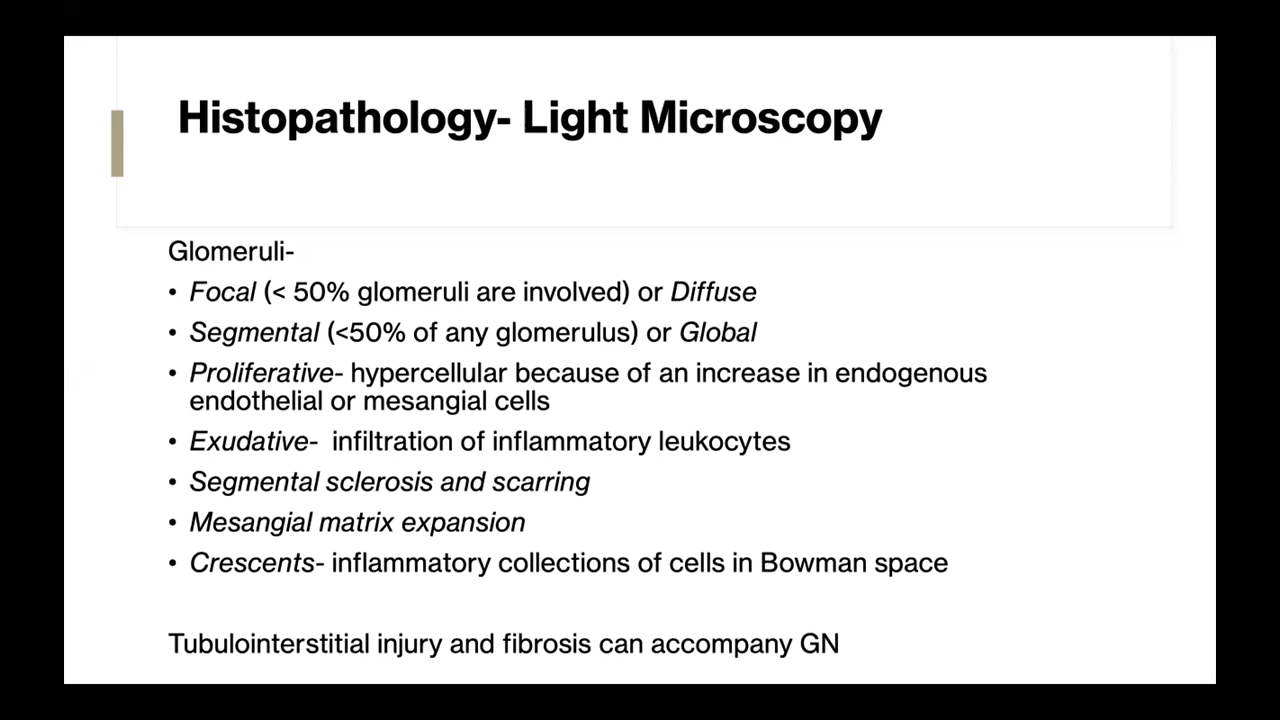 Histopathology- Light Microscopy
Glomeruli-
• Focal (< 50% glomeruli are involved) or Diffuse
• Segmental (<50% of any glomerulus) or Global
• Proliferative- hypercellular because of an increase in endogenous
endothelial or mesangial cells
• Exudative-  infiltration of inflammatory leukocytes
• Segmental sclerosis and scarring
• Mesangial matrix expansion
• Crescents- inflammatory collections of cells in Bowman space
Tubulointerstitial injury and fibrosis can accompany GN